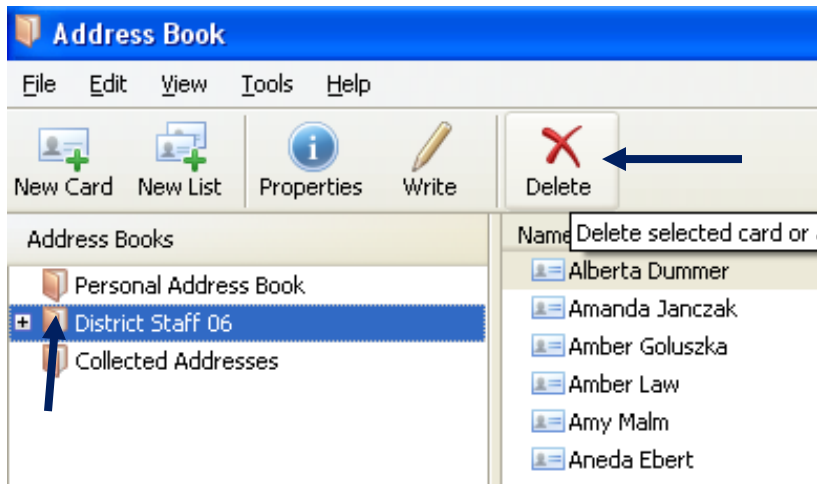 Address Book
File Edit View Tools Help
New Card New List Properties Write Delete
Address Books
Name
Delete selected card or
Personal Address Book
District Staff 06
Collected Addresses
Alberta Dummer
Amanda Janczak
Amber Goluszka
Amber Law
Amy Malm
Aneda Ebert